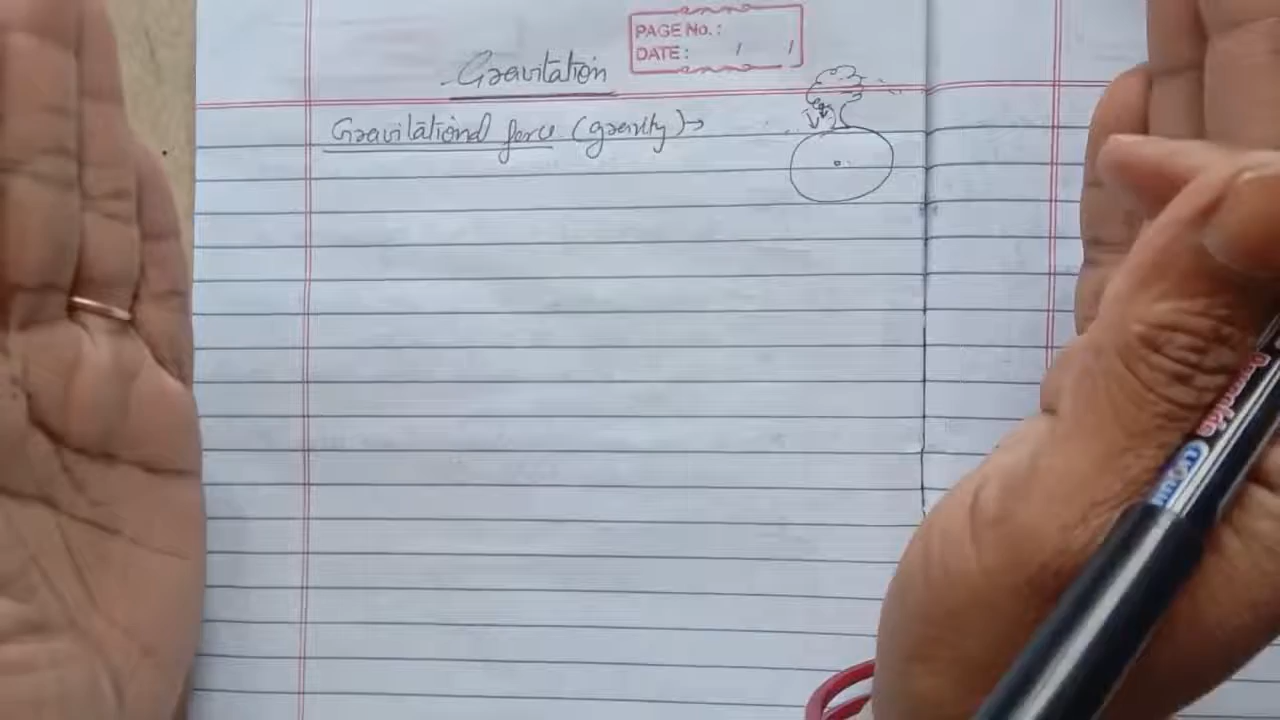 PAGE No.:
DATE: / /
Gravitation
Gravitational force (gravity)→